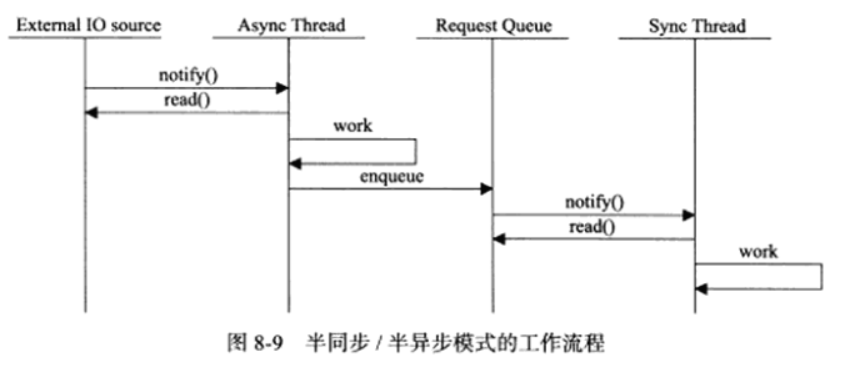 External IO source Async Thread Request Queue Sync Thread
notify()
read()
work
enqueue
notify()
read()
work
图 8-9 半同步 / 半异步模式的工作流程